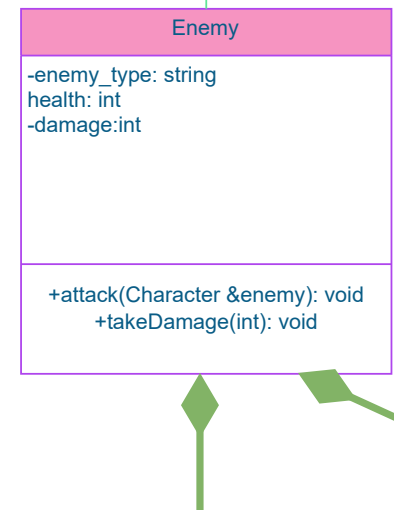 Enemy
-enemy_type: string
health: int
-damage:int
+attack(Character &enemy): void
+takeDamage(int): void